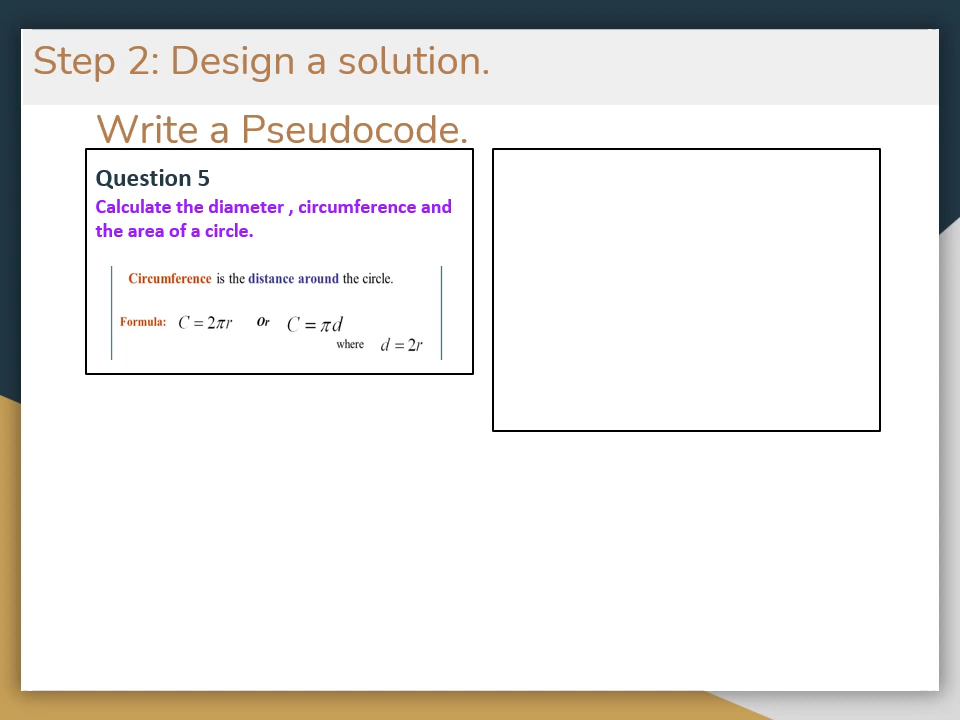 Step 2: Design a solution.
Write a Pseudocode.
Question 5
Calculate the diameter , circumference and
the area of a circle.
Circumference is the distance around the circle.
Formula: C = 2πr Or C = πd
where d = 2r